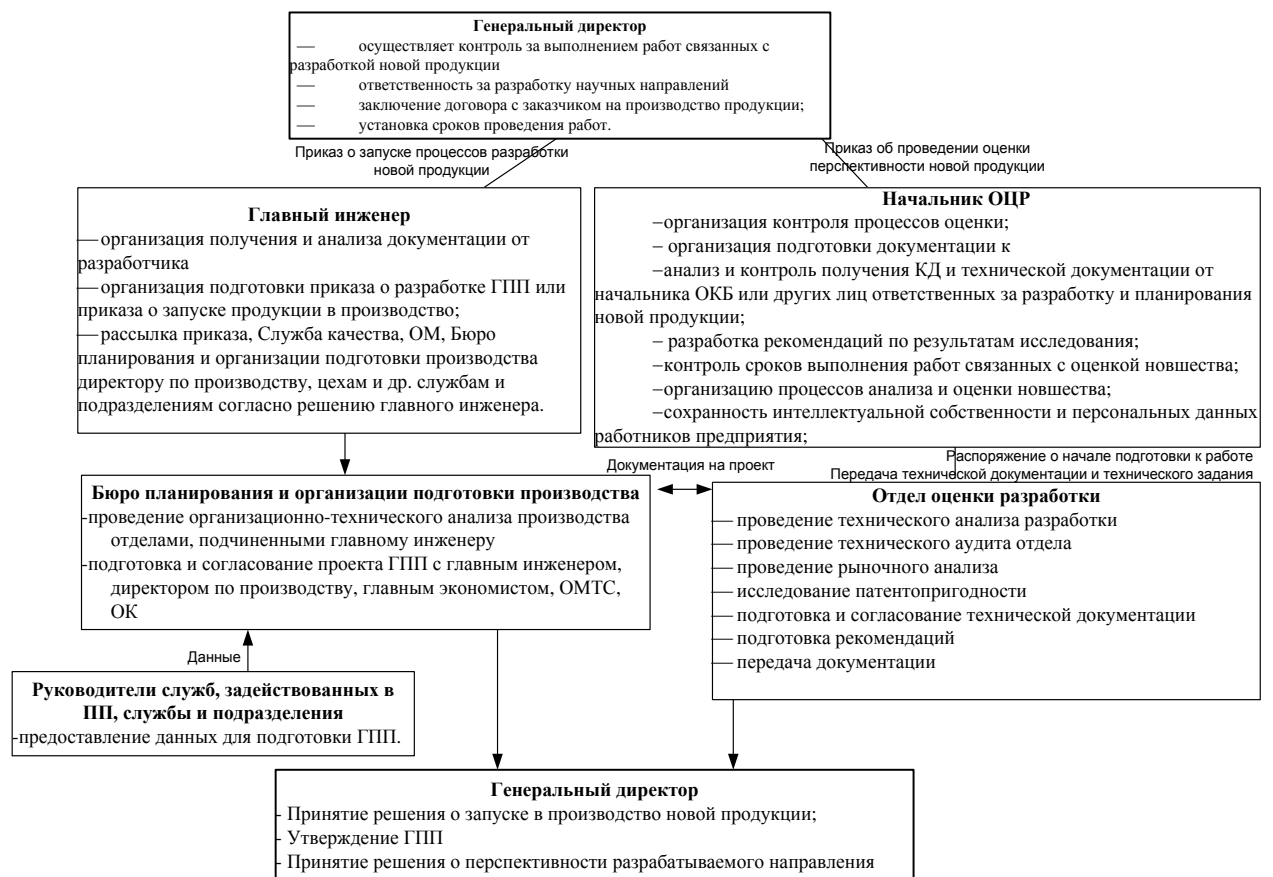 Генеральный директор
— осуществляет контроль за выполнением работ связанных с
разработкой новой продукции
— ответственность за разработку научных направлений
— заключение договора с заказчиком на производство продукции;
— установка сроков проведения работ.
Приказ о запуске процессов разработки
новой продукции
Приказ об проведении оценки
перспективности новой продукции
Главный инженер
—организация получения и анализа документации от
разработчика
—организация подготовки приказа о разработке ГПП или
приказа о запуске продукции в производство;
—рассылка приказа, Служба качества, ОМ, Бюро
планирования и организации подготовки производства
директору по производству, цехам и др. службам и
подразделениям согласно решению главного инженера.
Начальник ОЦР
–организация контроля процессов оценки;
– организация подготовки документации к
–анализ и контроль получения КД и технической документации от
начальника ОКБ или других лиц ответственных за разработку и планирования
новой продукции;
– разработка рекомендаций по результатам исследования;
–контроль сроков выполнения работ связанных с оценкой новшества;
–организацию процессов анализа и оценки новшества;
–сохранность интеллектуальной собственности и персональных данных
работников предприятия;
Документация на проект
Распоряжение о начале подготовки к работе
Передача технической документации и технического задания
Бюро планирования и организации подготовки производства
-проведение организационно-технического анализа производства
отделами, подчиненными главному инженеру
-подготовка и согласование проекта ГПП с главным инженером,
директором по производству, главным экономистом, ОМТС,
ОК
Отдел оценки разработки
— проведение технического анализа разработки
— проведение технического аудита отдела
— проведение рыночного анализа
— исследование патентопригодности
— подготовка и согласование технической документации
— подготовка рекомендаций
— передача документации
Данные
Руководители служб, задействованных в
ПП, службы и подразделения
-предоставление данных для подготовки ГПП.
Генеральный директор
- Принятие решения о запуске в производство новой продукции;
- Утверждение ГПП
- Принятие решения о перспективности разрабатываемого направления